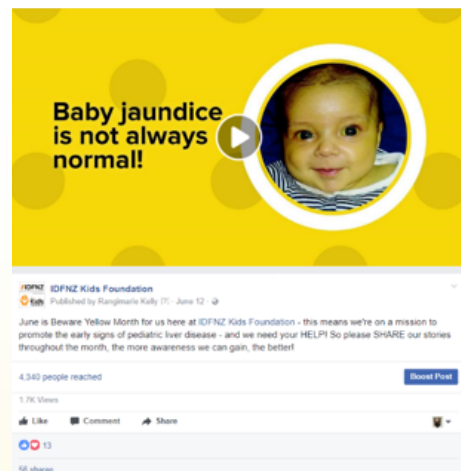 Baby jaundice
is not always
normal!
IDFNZ Kids Foundation
Published by Rangimarie Kelly [?] · June 12 ·
June is Beware Yellow Month for us here at IDFNZ Kids Foundation - this means we're on a mission to
promote the early signs of pediatric liver disease - and we need your HELP! So please SHARE our stories
throughout the month, the more awareness we can gain, the better!
4,340 people reached
Boost Post
1.7K Views
Like Comment Share
13
56 shares